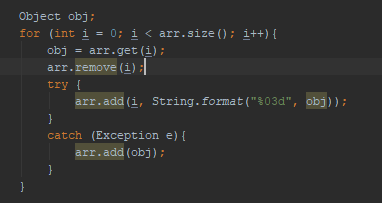 Object obj;
for (int i = 0; i < arr.size(); i++){
obj = arr.get(i);
arr.remove(i);
try {
arr.add(i, String.format("%03d", obj));
}
catch (Exception e){
arr.add(obj);
}
}